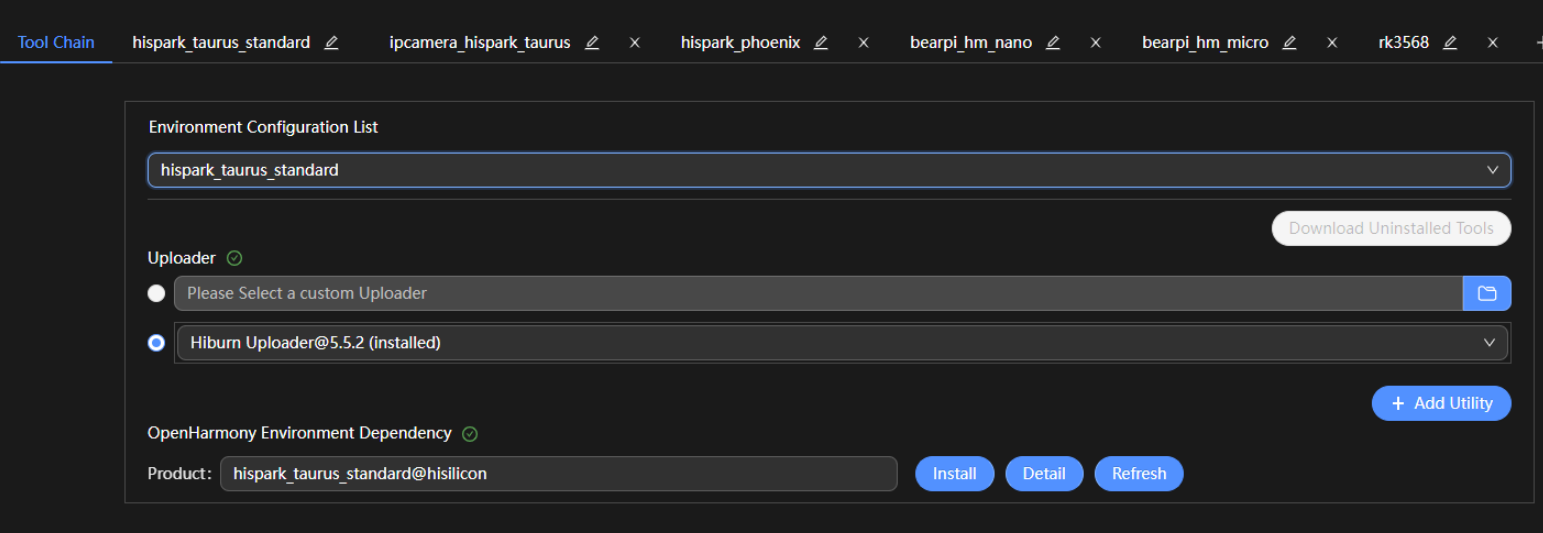 Tool Chain hispark_taurus_standard ipcamera_hispark_taurus hispark_phoenix bearpi_hm_nano bearpi_hm_micro rk3568
Environment Configuration List
hispark_taurus_standard
Download Uninstalled Tools
Uploader
Please Select a custom Uploader
Hiburn Uploader@5.5.2 (installed)
+ Add Utility
OpenHarmony Environment Dependency
Product: hispark_taurus_standard@hisilicon Install Detail Refresh